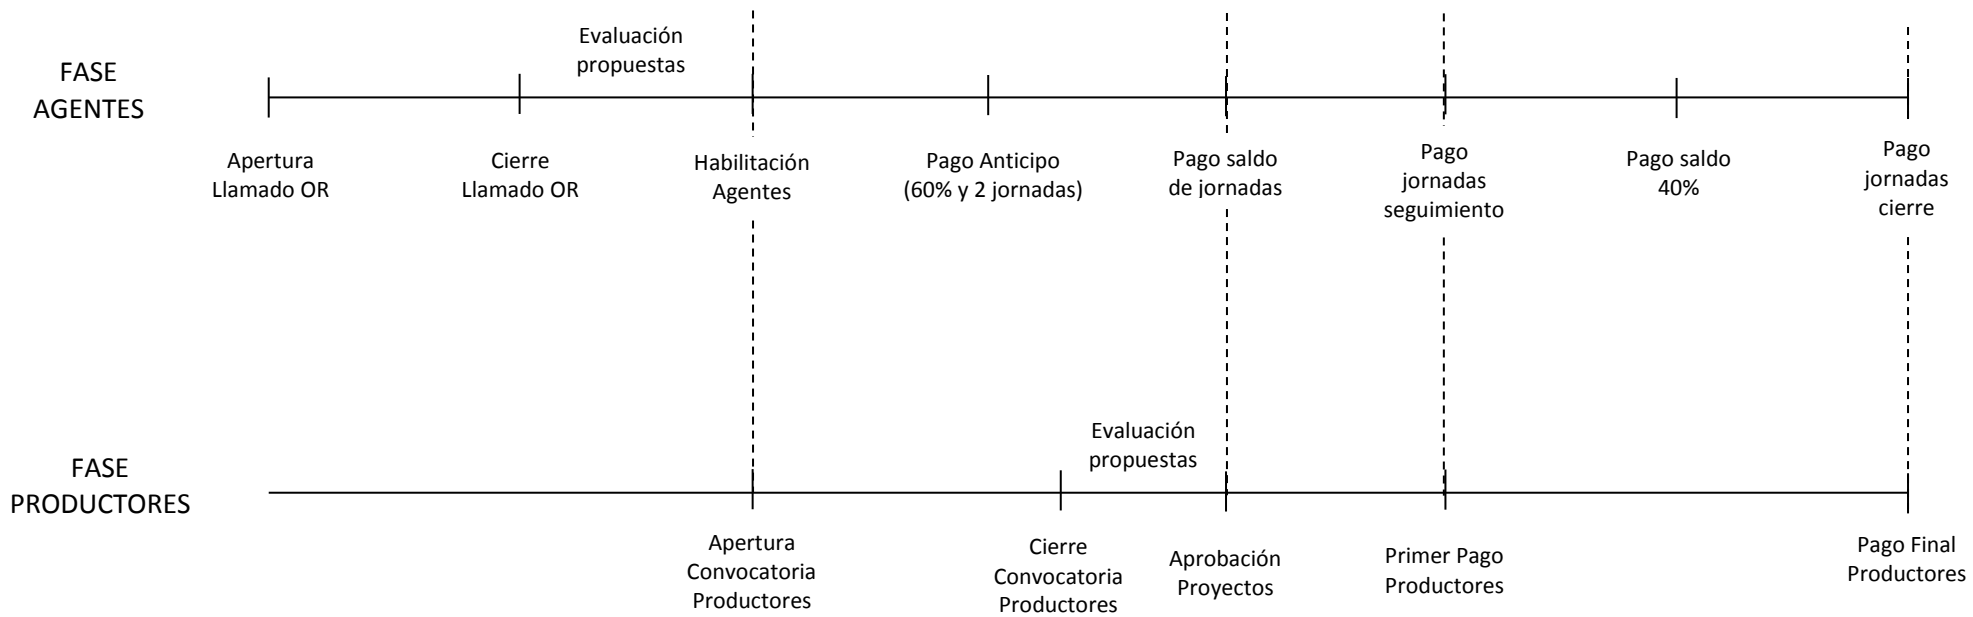 FASE
AGENTES
Evaluación
propuestas
Apertura
Llamado OR
Cierre
Llamado OR
Habilitación
Agentes
Pago Anticipo
(60% y 2 jornadas)
Pago saldo
de jornadas
Pago
jornadas
seguimiento
Pago saldo
40%
Pago
jornadas
cierre
FASE
PRODUCTORES
Evaluación
propuestas
Apertura
Convocatoria
Productores
Cierre
Convocatoria
Productores
Aprobación
Proyectos
Primer Pago
Productores
Pago Final
Productores